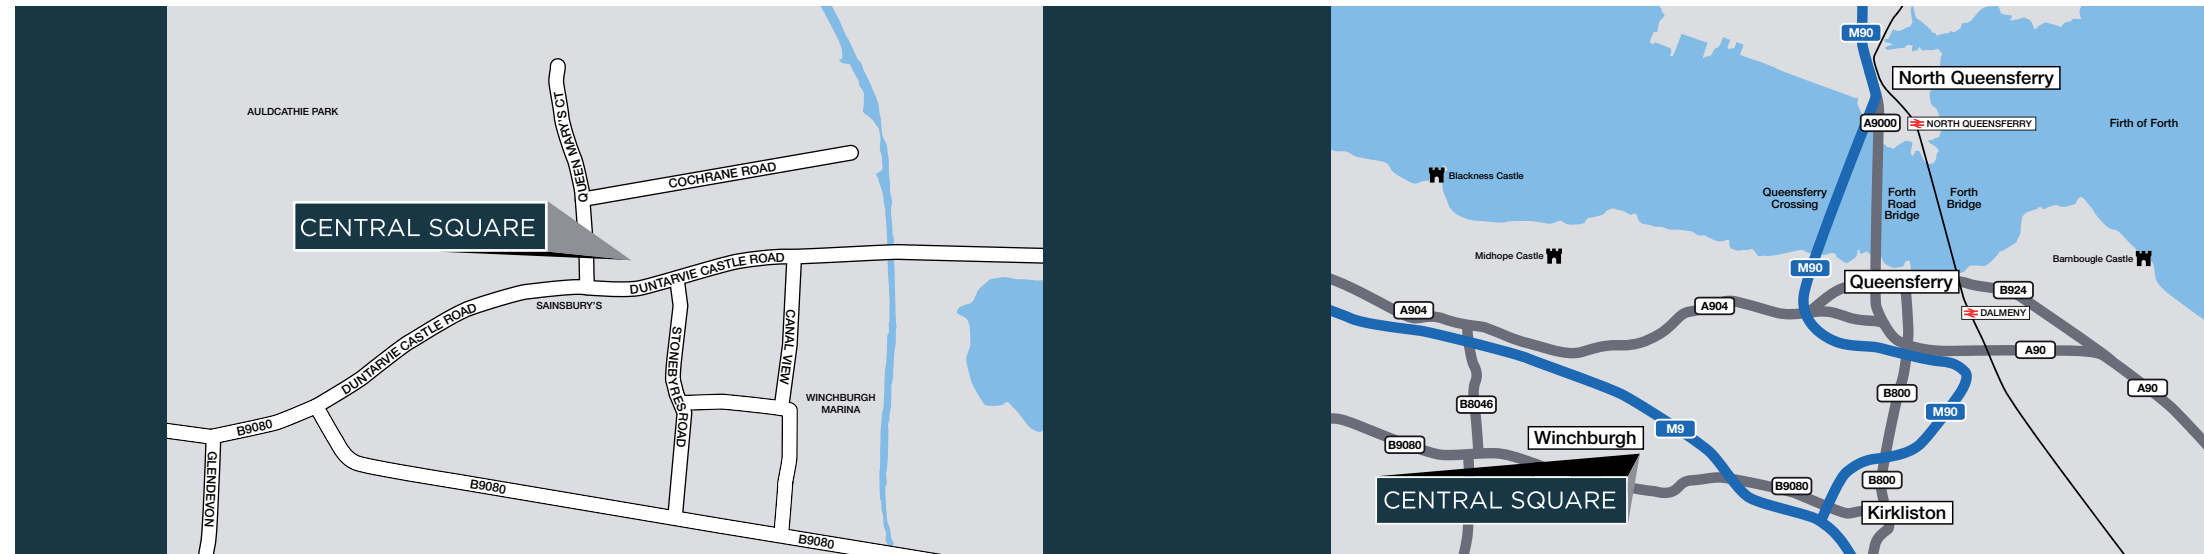 AULDCATHIE PARK
QUEEN MARY'S CT
COCHRANE ROAD
CENTRAL SQUARE
DUNTARVIE CASTLE ROAD
SAINSBURY'S
DUNTARVIE CASTLE ROAD
STONEBYRES ROAD
CANAL VIEW
WINCHBURGH
MARINA
B9080
GLENDEVON
B9080
B9080
M90
North Queensferry
A9000
NORTH QUEENSFERRY
Firth of Forth
Blackness Castle
Queensferry
Crossing
Forth
Road
Bridge
Forth
Bridge
Midhope Castle
M90
Barnbougle Castle
Queensferry
B924
A904
A904
DALMENY
A90
A90
B800
B8046
M90
M9
Winchburgh
B9080
B800
B9080
CENTRAL SQUARE
Kirkliston